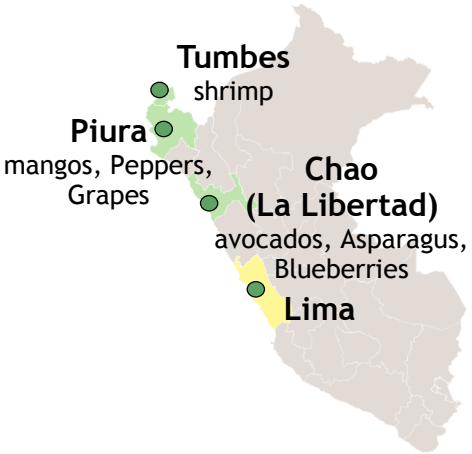 Tumbes
shrimp
Piura
mangos, Peppers,
Grapes
Chao
(La Libertad)
avocados, Asparagus,
Blueberries
Lima